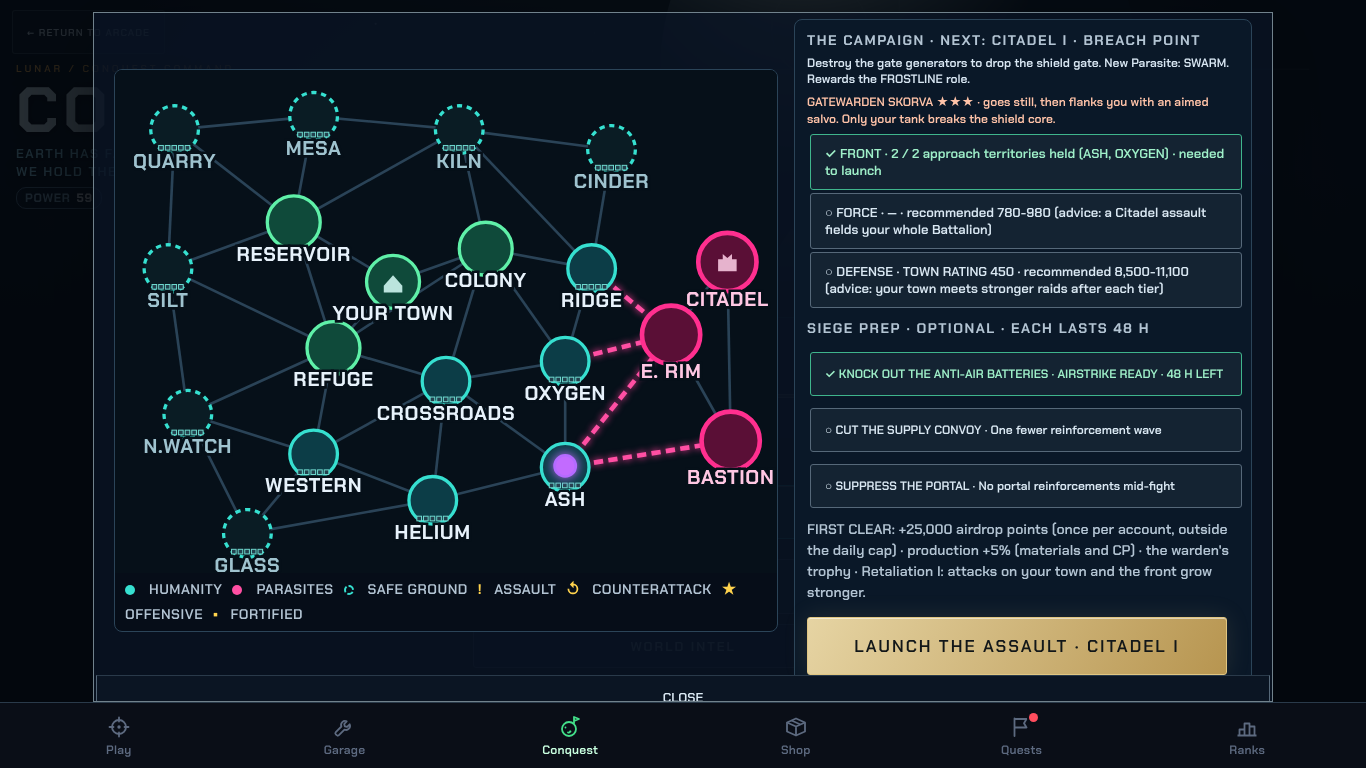 ← RETURN TO ARCADE
CO
POWER 59
QUARRY
MESA
KILN
CINDER
RESERVOIR
COLONY
YOUR TOWN
SILT
RIDGE
CITADEL
REFUGE
OXYGEN
E. RIM
CROSSROADS
N.WATCH
WESTERN
ASH
BASTION
HELIUM
GLASS
HUMANITY PARASITES SAFE GROUND ! ASSAULT COUNTERATTACK ★
OFFENSIVE ▪ FORTIFIED
WORLD INTEL
THE CAMPAIGN · NEXT: CITADEL I · BREACH POINT
Destroy the gate generators to drop the shield gate. New Parasite: SWARM.
Rewards the FROSTLINE role.
GATEWARDEN SKORVA ★★★ · goes still, then flanks you with an aimed
salvo. Only your tank breaks the shield core.
✓ FRONT · 2 / 2 approach territories held (ASH, OXYGEN) · needed
to launch
○ FORCE · — · recommended 780-980 (advice: a Citadel assault
fields your whole Battalion)
○ DEFENSE · TOWN RATING 450 · recommended 8,500-11,100
(advice: your town meets stronger raids after each tier)
SIEGE PREP · OPTIONAL · EACH LASTS 48 H
✓ KNOCK OUT THE ANTI-AIR BATTERIES · AIRSTRIKE READY · 48 H LEFT
○ CUT THE SUPPLY CONVOY · One fewer reinforcement wave
○ SUPPRESS THE PORTAL · No portal reinforcements mid-fight
FIRST CLEAR: +25,000 airdrop points (once per account, outside
the daily cap) · production +5% (materials and CP) · the warden's
trophy · Retaliation I: attacks on your town and the front grow
stronger.
LAUNCH THE ASSAULT · CITADEL I
CLOSE
Play
Garage
Conquest
Shop
Quests
Ranks